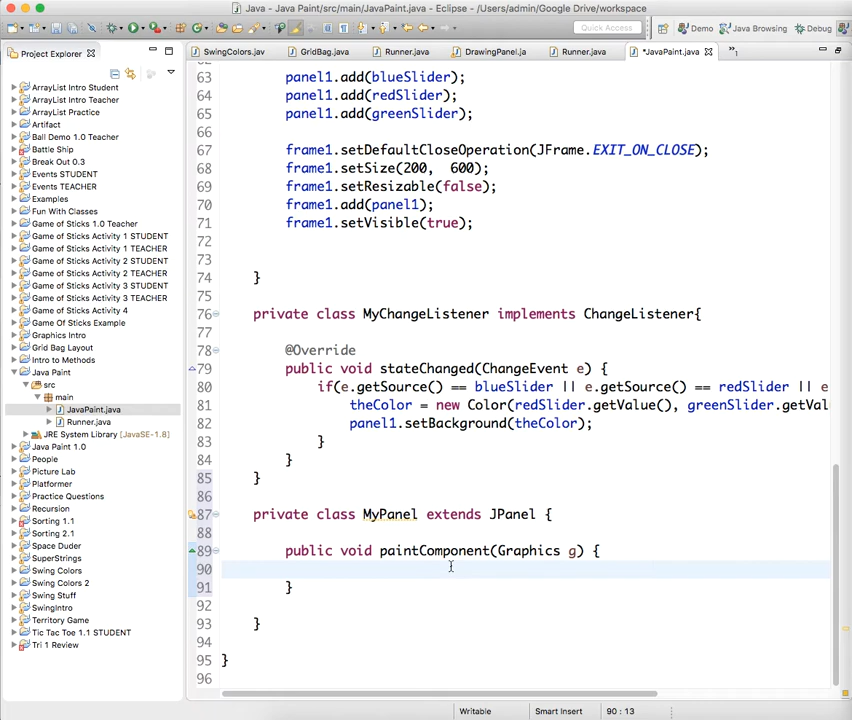 Java - Java Paint/src/main/JavaPaint.java - Eclipse - /Users/admin/Google Drive/workspace
Quick Access
Demo
Java Browsing
Debug
Project Explorer
SwingColors.jav
GridBag.java
Runner.java
DrawingPanel.ja
Runner.java
*JavaPaint.java
»1
ArrayList Intro Student
ArrayList Intro Teacher
ArrayList Practice
Artifact
Ball Demo 1.0 Teacher
Battle Ship
Break Out 0.3
Events STUDENT
Events TEACHER
Examples
Fun With Classes
Game of Sticks 1.0 Teacher
Game of Sticks Activity 1 STUDENT
Game of Sticks Activity 1 TEACHER
Game of Sticks Activity 2 STUDENT
Game of Sticks Activity 2 TEACHER
Game of Sticks Activity 3 STUDENT
Game of Sticks Activity 3 TEACHER
Game of Sticks Activity 4
Game Of Sticks Example
Graphics Intro
Grid Bag Layout
Intro to Methods
Java Paint
src
main
JavaPaint.java
Runner.java
JRE System Library [JavaSE-1.8]
Java Paint 1.0
People
Picture Lab
Platformer
Practice Questions
Recursion
Sorting 1.1
Sorting 2.1
Space Duder
SuperStrings
Swing Colors
Swing Colors 2
Swing Stuff
SwingIntro
Territory Game
Tic Tac Toe 1.1 STUDENT
Tri 1 Review
63 panel1.add(blueSlider);
64 panel1.add(redSlider);
65 panel1.add(greenSlider);
66
67 frame1.setDefaultCloseOperation(JFrame.EXIT_ON_CLOSE);
68 frame1.setSize(200, 600);
69 frame1.setResizable(false);
70 frame1.add(panel1);
71 frame1.setVisible(true);
72
73
74 }
75
76 private class MyChangeListener implements ChangeListener{
77
78 @Override
79 public void stateChanged(ChangeEvent e) {
80 if(e.getSource() == blueSlider || e.getSource() == redSlider || e
81 theColor = new Color(redSlider.getValue(), greenSlider.getVal
82 panel1.setBackground(theColor);
83 }
84 }
85 }
86
87 private class MyPanel extends JPanel {
88
89 public void paintComponent(Graphics g) {
90
91 }
92
93 }
94
95 }
96
Writable
Smart Insert
90 : 13